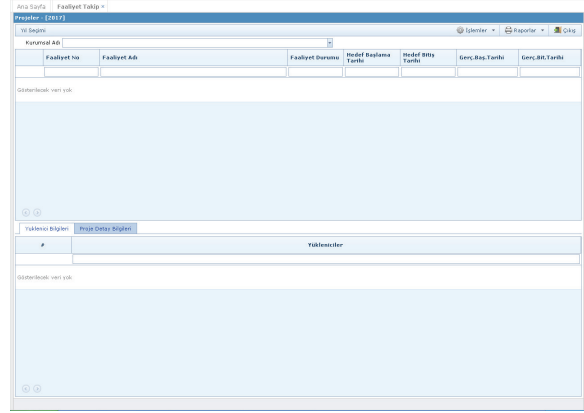 Ana Sayfa Faaliyet Takip ×
Projeler - [2017]
Yıl Seçimi İşlemler Raporlar Çıkış
Kurumsal Adı
Faaliyet No Faaliyet Adı Faaliyet Durumu Hedef Başlama Tarihi Hedef Bitiş Tarihi Gerç.Baş.Tarihi Gerç.Bit.Tarihi
Gösterilecek veri yok
Yüklenici Bilgileri Proje Detay Bilgileri
# Yükleniciler
Gösterilecek veri yok